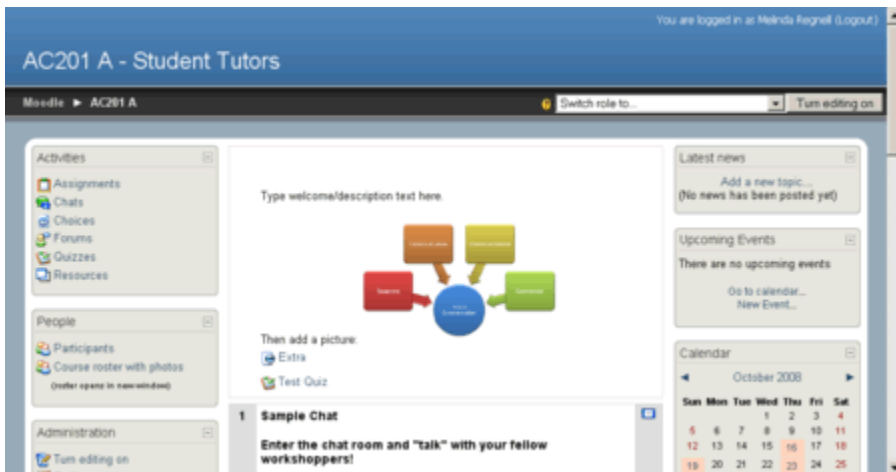 You are logged in as Melinda Regnell (Logout)
AC201 A - Student Tutors
Moodle ► AC201 A
Switch role to...
Turn editing on
Activities
Assignments
Chats
Choices
Forums
Quizzes
Resources
People
Participants
Course roster with photos
(roster opens in new window)
Administration
Turn editing on
Type welcome/description text here.
Then add a picture:
Extra
Test Quiz
1 Sample Chat
Enter the chat room and "talk" with your fellow
workshoppers!
Latest news
Add a new topic...
(No news has been posted yet)
Upcoming Events
There are no upcoming events
Go to calendar...
New Event...
Calendar
◄ October 2008 ►
Sun Mon Tue Wed Thu Fri Sat
1 2 3 4
5 6 7 8 9 10 11
12 13 14 15 16 17 18
19 20 21 22 23 24 25